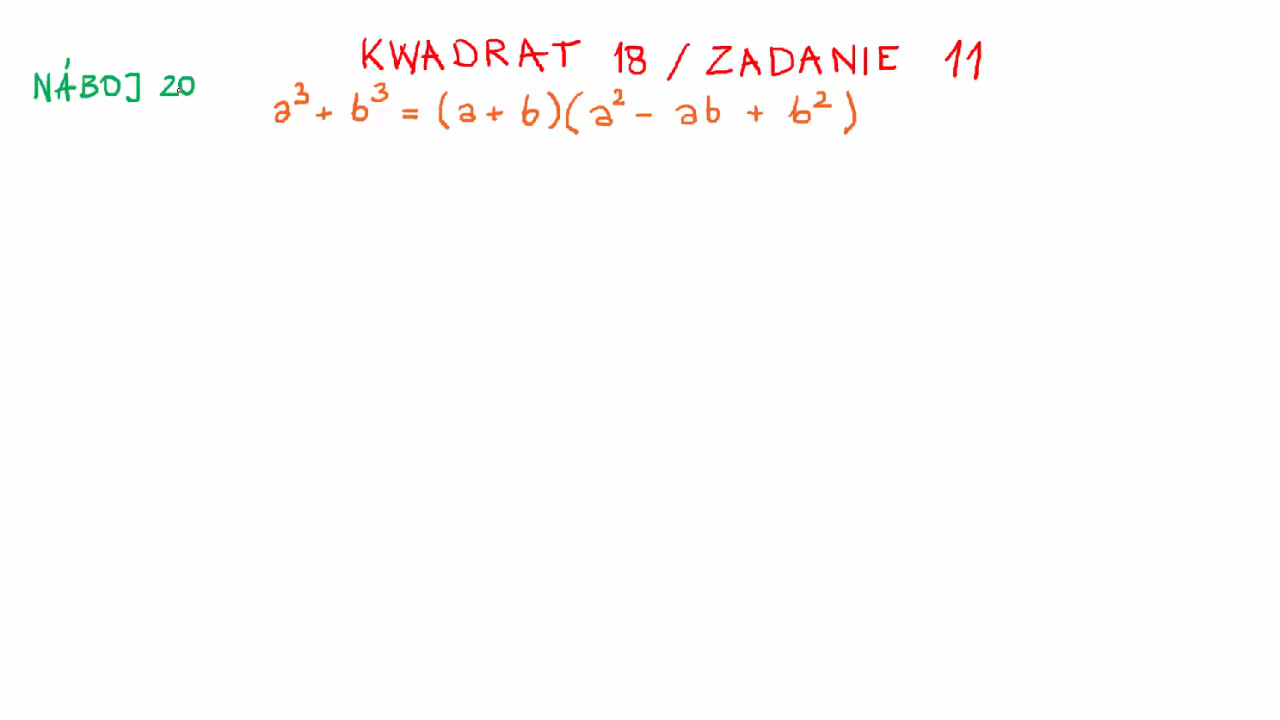 KWADRAT 18 / ZADANIE 11
NÁBOJ 20
a³ + b³ = (a + b)(a² - ab + b²)